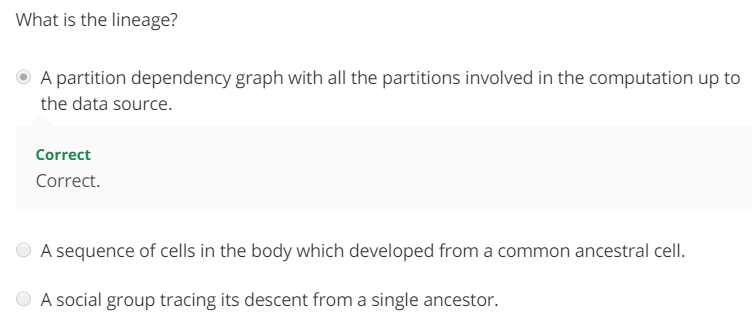 What is the lineage?
A partition dependency graph with all the partitions involved in the computation up to
the data source.
Correct
Correct.
A sequence of cells in the body which developed from a common ancestral cell.
A social group tracing its descent from a single ancestor.